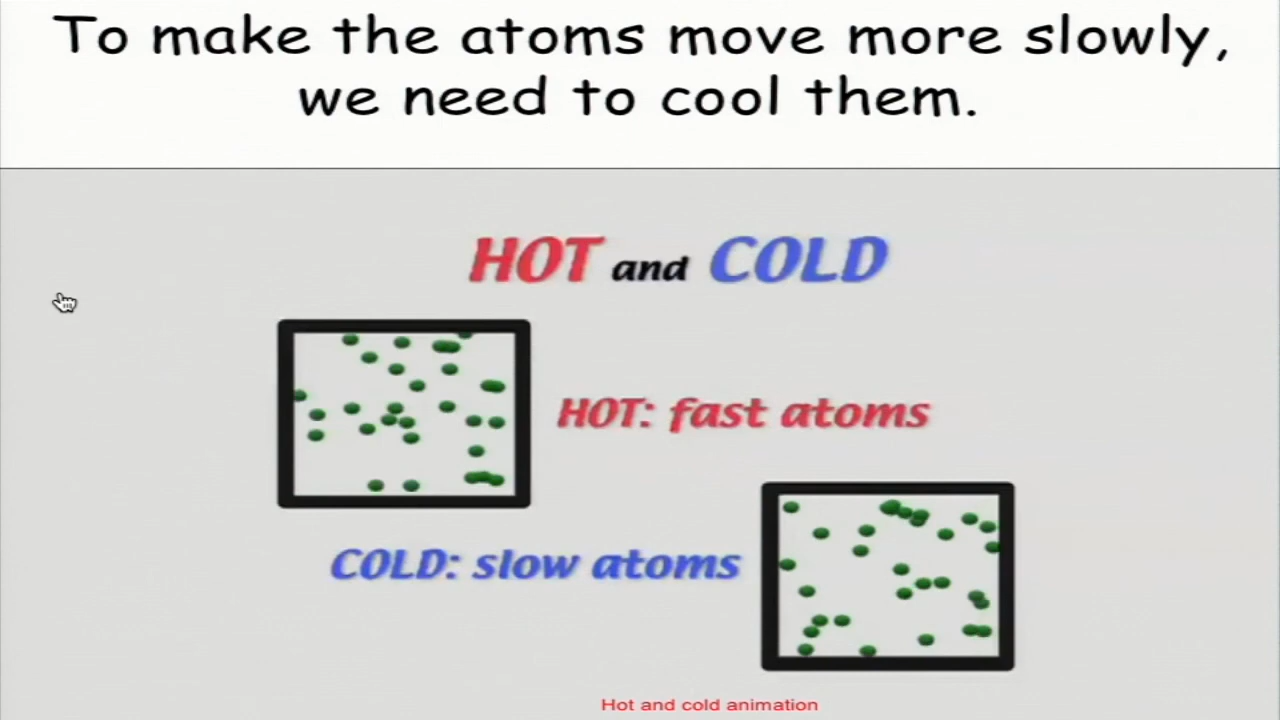 To make the atoms move more slowly,
we need to cool them.
HOT and COLD
HOT: fast atoms
COLD: slow atoms
Hot and cold animation